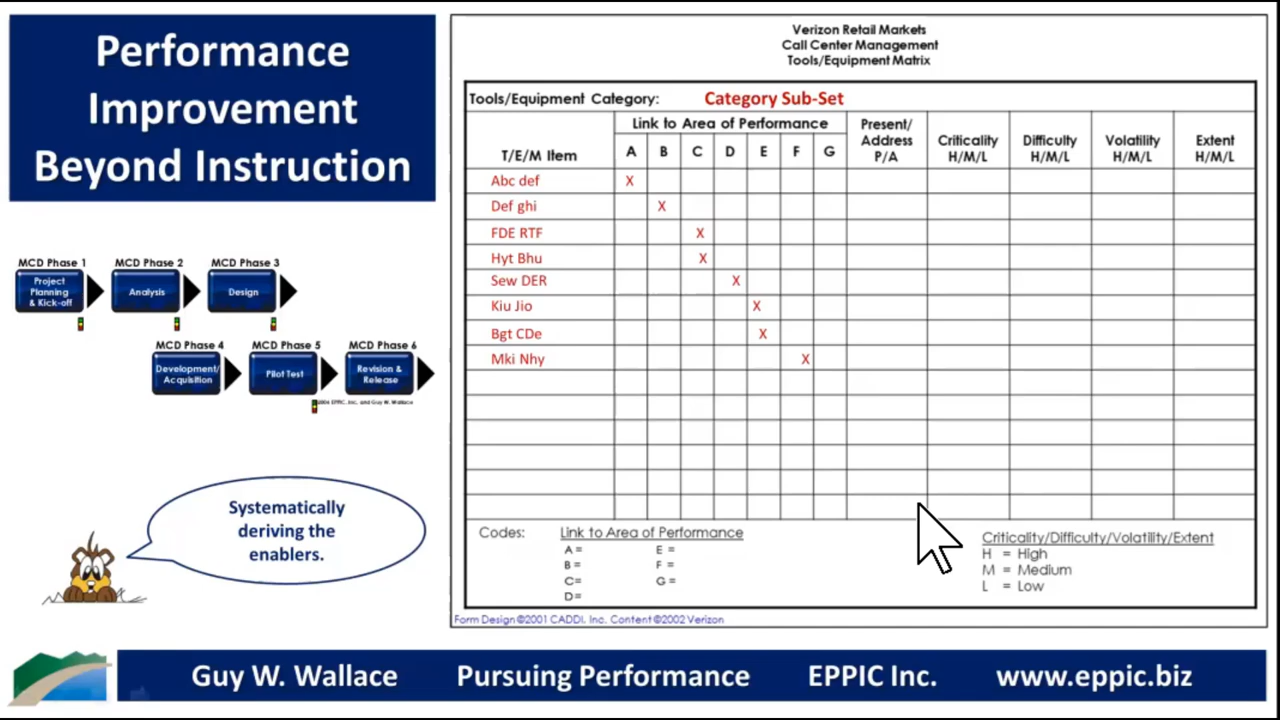 Performance
Improvement
Beyond Instruction
MCD Phase 1
MCD Phase 2
MCD Phase 3
Project
Planning
& Kick-off
Analysis
Design
MCD Phase 4
MCD Phase 5
MCD Phase 6
Development/
Acquisition
Pilot Test
Revision &
Release
EPPIC, Inc. and Guy W. Wallace
Systematically
deriving the
enablers.
Verizon Retail Markets
Call Center Management
Tools/Equipment Matrix
Tools/Equipment Category: Category Sub-Set
Link to Area of Performance
T/E/M Item
A B C D E F G
Present/
Address
P/A
Criticality
H/M/L
Difficulty
H/M/L
Volatility
H/M/L
Extent
H/M/L
Abc def X
Def ghi X
FDE RTF X
Hyt Bhu X
Sew DER X
Kiu Jio X
Bgt CDe X
Mki Nhy X
Codes:
Link to Area of Performance
A= E =
B = F =
C= G =
D=
Criticality/Difficulty/Volatility/Extent
H = High
M = Medium
L = Low
Form Design ©2001 CADDI, Inc. Content ©2002 Verizon
Guy W. Wallace Pursuing Performance EPPIC Inc. www.eppic.biz